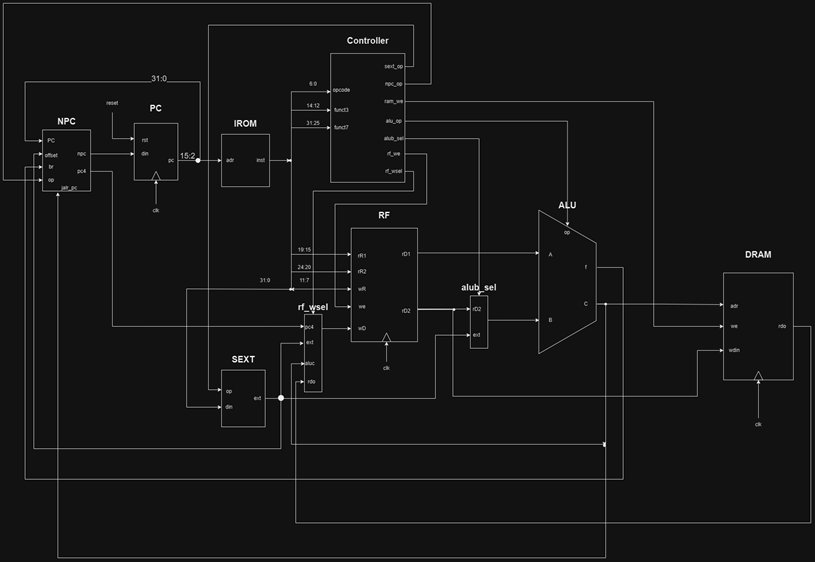 Controller
sext_op
npc_op
ram_we
alu_op
alub_sel
rf_we
rf_wsel
6:0
opcode
14:12
funct3
31:25
funct7
31:0
reset
PC
rst
din
pc
clk
15:2
NPC
PC
offset
br
op
jalr_pc
npc
pc4
IROM
adr
inst
RF
19:15
rR1
24:20
rR2
31:0
11:7
wR
we
wD
rD1
rD2
clk
rf_wsel
pc4
ext
aluc
rdo
SEXT
op
din
ext
alub_sel
rD2
ext
ALU
op
A
B
f
C
DRAM
adr
we
wdin
rdo
clk